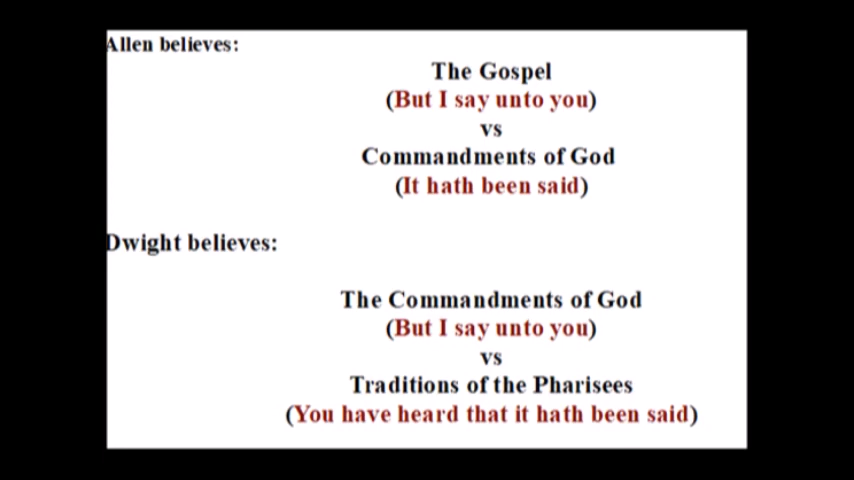 Allen believes:
The Gospel
(But I say unto you)
vs
Commandments of God
(It hath been said)
Dwight believes:
The Commandments of God
(But I say unto you)
vs
Traditions of the Pharisees
(You have heard that it hath been said)